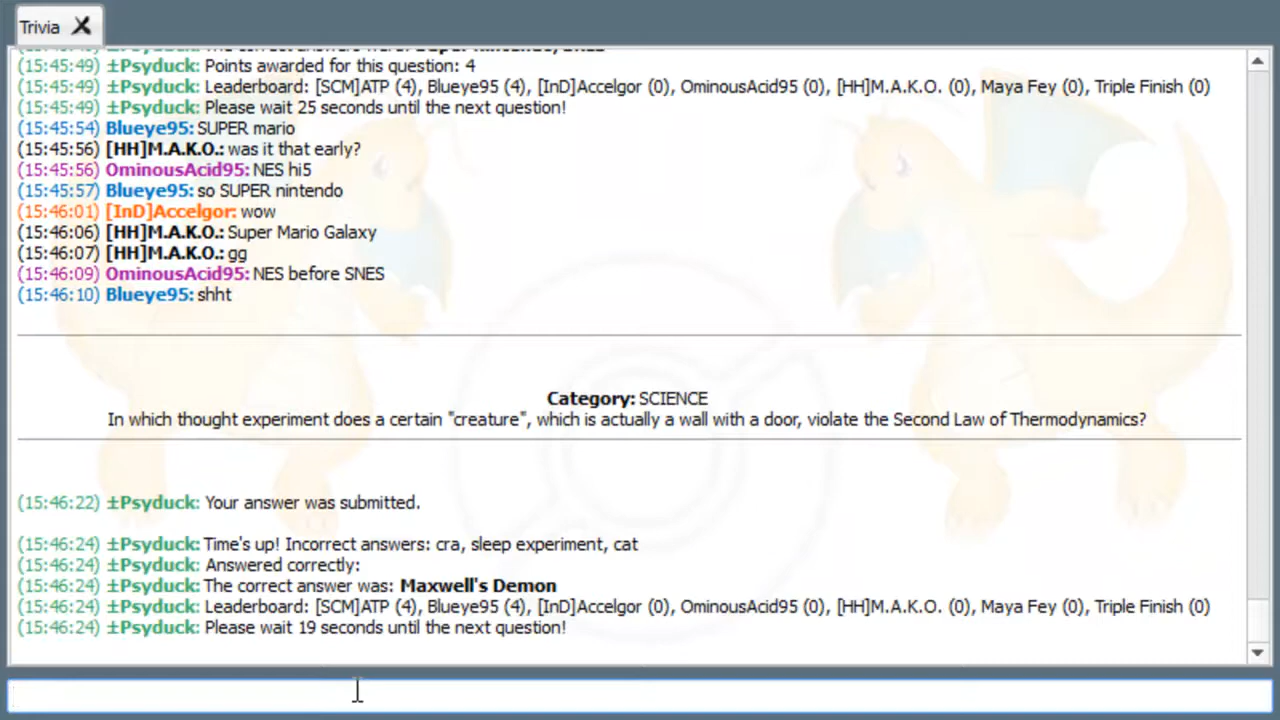 Trivia X
(15:45:49) ±Psyduck: Points awarded for this question: 4
(15:45:49) ±Psyduck: Leaderboard: [SCM]ATP (4), Blueye95 (4), [InD]Accelgor (0), OminousAcid95 (0), [HH]M.A.K.O. (0), Maya Fey (0), Triple Finish (0)
(15:45:49) ±Psyduck: Please wait 25 seconds until the next question!
(15:45:54) Blueye95: SUPER mario
(15:45:56) [HH]M.A.K.O.: was it that early?
(15:45:56) OminousAcid95: NES hi5
(15:45:57) Blueye95: so SUPER nintendo
(15:46:01) [InD]Accelgor: wow
(15:46:06) [HH]M.A.K.O.: Super Mario Galaxy
(15:46:07) [HH]M.A.K.O.: gg
(15:46:09) OminousAcid95: NES before SNES
(15:46:10) Blueye95: shht
Category: SCIENCE
In which thought experiment does a certain "creature", which is actually a wall with a door, violate the Second Law of Thermodynamics?
(15:46:22) ±Psyduck: Your answer was submitted.
(15:46:24) ±Psyduck: Time's up! Incorrect answers: cra, sleep experiment, cat
(15:46:24) ±Psyduck: Answered correctly:
(15:46:24) ±Psyduck: The correct answer was: Maxwell's Demon
(15:46:24) ±Psyduck: Leaderboard: [SCM]ATP (4), Blueye95 (4), [InD]Accelgor (0), OminousAcid95 (0), [HH]M.A.K.O. (0), Maya Fey (0), Triple Finish (0)
(15:46:24) ±Psyduck: Please wait 19 seconds until the next question!